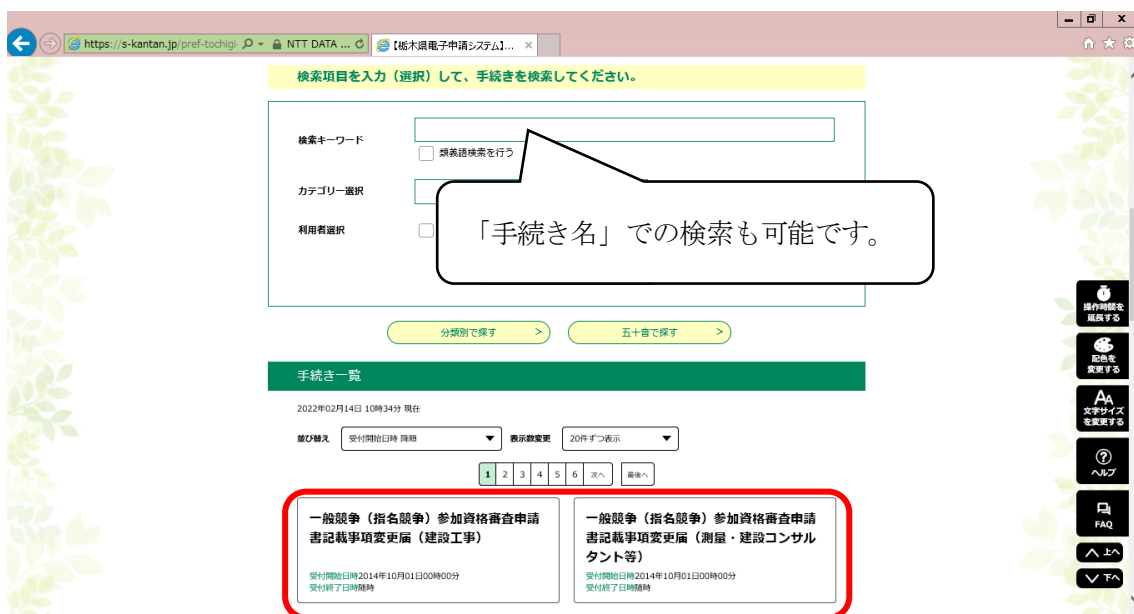 https://s-kantan.jp/pref-tochigi-
NTT DATA ...
【栃木県電子申請システム】...
検索項目を入力（選択）して、手続きを検索してください。
検索キーワード
類義語検索を行う
カテゴリー選択
利用者選択
「手続き名」での検索も可能です。
分類別で探す >
五十音で探す >
手続き一覧
2022年02月14日 10時34分 現在
並び替え 受付開始日時 降順 ▼ 表示数変更 20件ずつ表示 ▼
1 2 3 4 5 6 次へ 最後へ
一般競争（指名競争）参加資格審査申請
書記載事項変更届（建設工事）
受付開始日時2014年10月01日00時00分
受付終了日時随時
一般競争（指名競争）参加資格審査申請
書記載事項変更届（測量・建設コンサル
タント等）
受付開始日時2014年10月01日00時00分
受付終了日時随時
操作時間を
延長する
配色を
変更する
AA
文字サイズ
を変更する
?
ヘルプ
FAQ
上へ
下へ